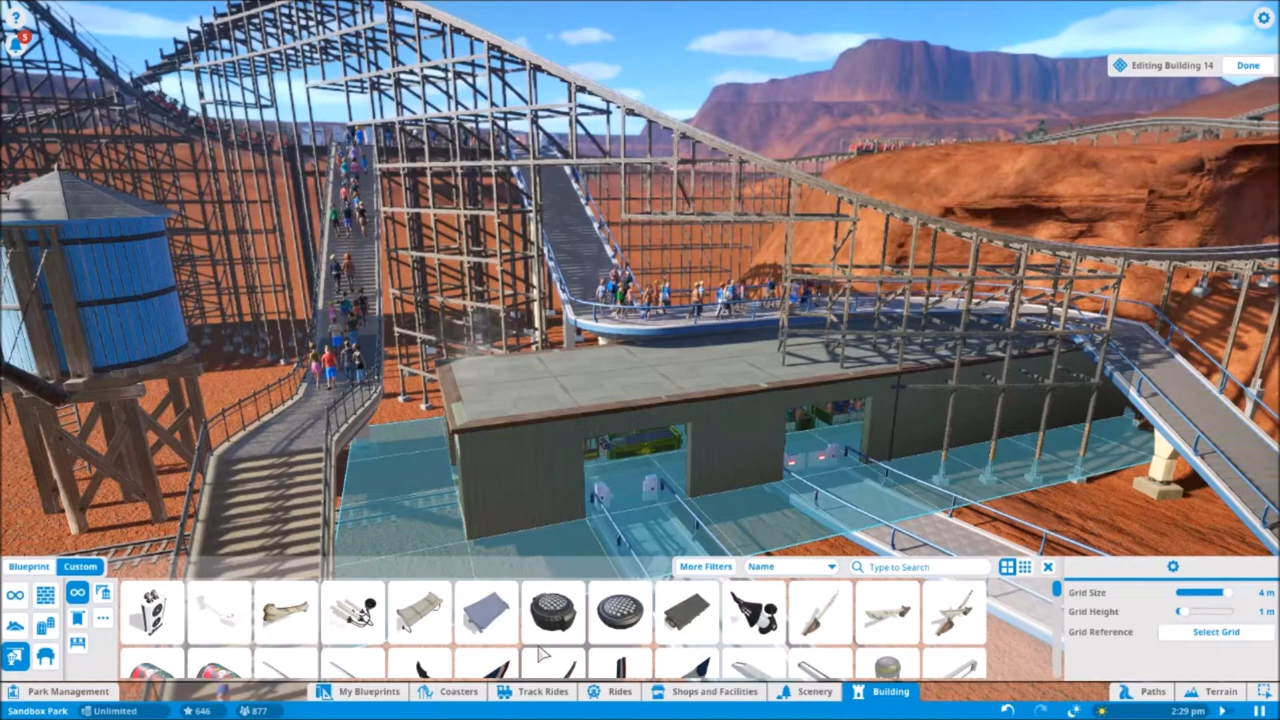 ?
5
Editing Building 14 Done
Blueprint Custom
More Filters Name Type to Search
Grid Size 4 m
Grid Height 1 m
Grid Reference Select Grid
Park Management My Blueprints Coasters Track Rides Rides Shops and Facilities Scenery Building Paths Terrain
Sandbox Park Unlimited 646 877 2:29 pm